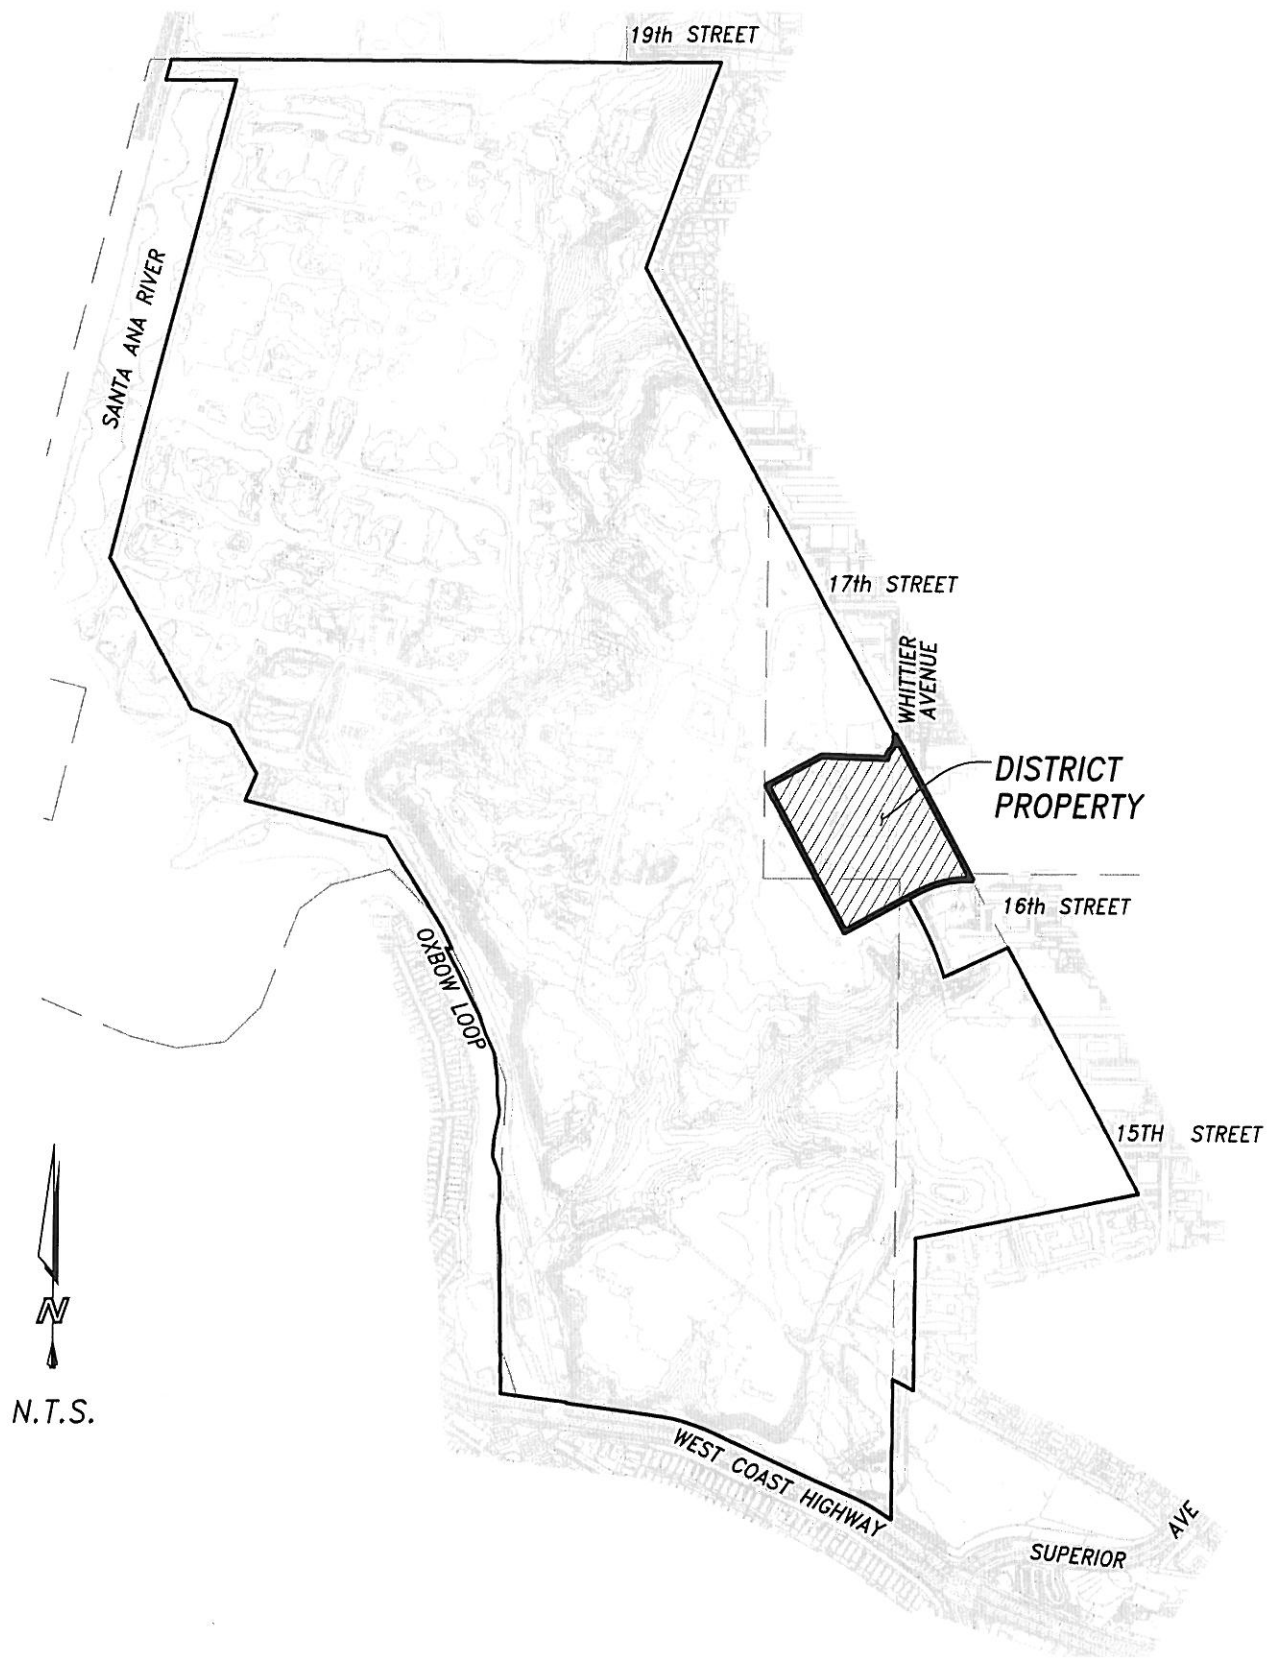 19th STREET
SANTA ANA RIVER
17th STREET
WHITTIER
AVENUE
DISTRICT
PROPERTY
16th STREET
OXBOW LOOP
15TH STREET
N
N.T.S.
WEST COAST HIGHWAY
SUPERIOR AVE